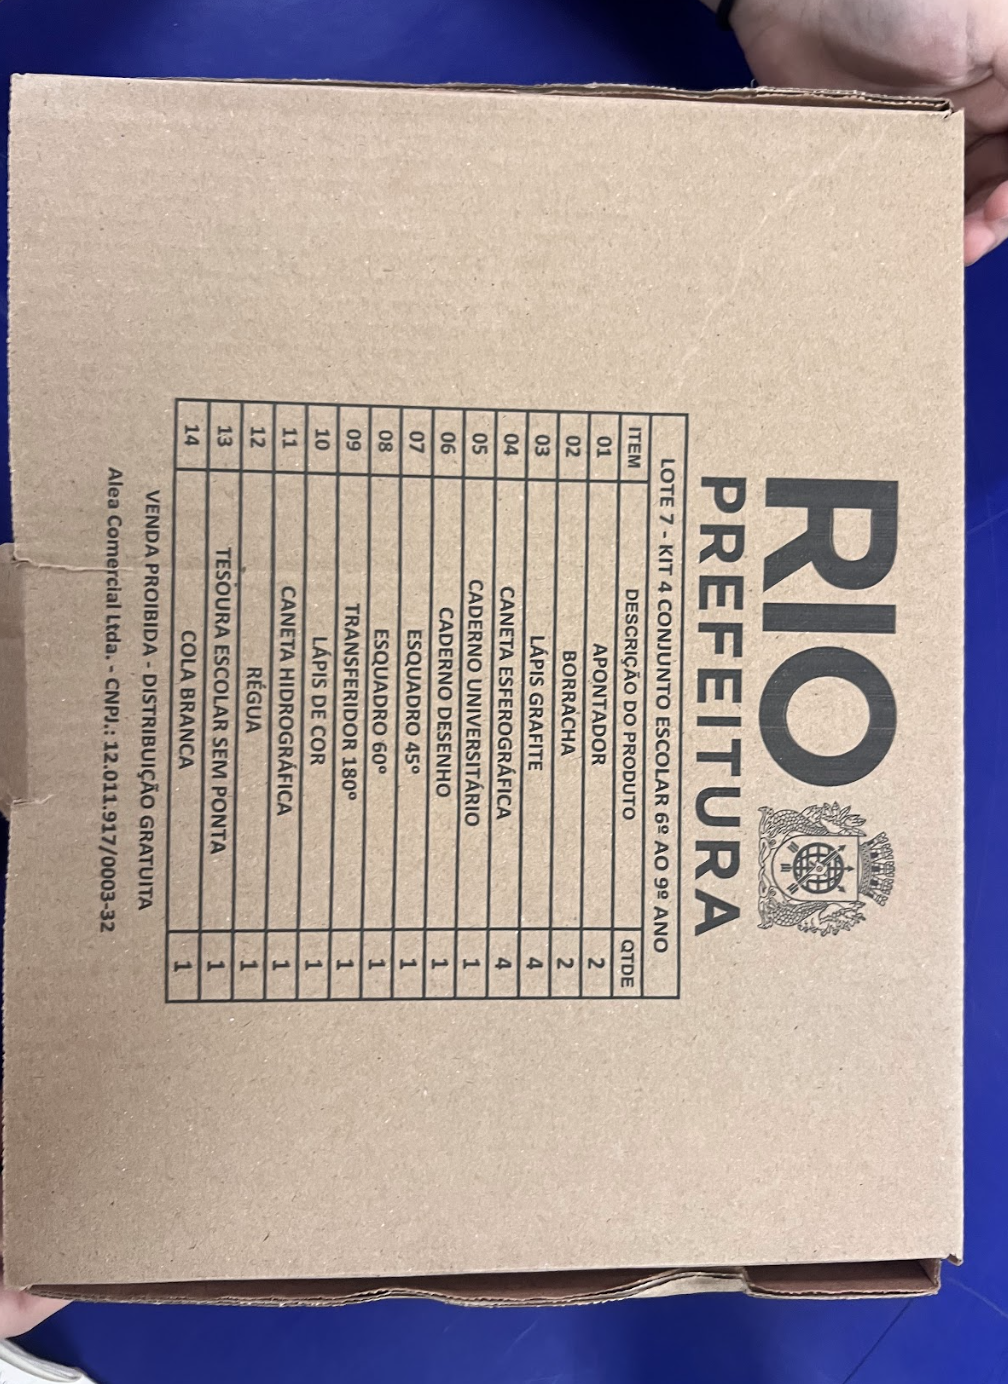 RIO
PREFEITURA
LOTE 7 - KIT 4 CONJUNTO ESCOLAR 6º AO 9º ANO
ITEM DESCRIÇÃO DO PRODUTO QTDE
01 APONTADOR 2
02 BORRACHA 2
03 LÁPIS GRAFITE 4
04 CANETA ESFEROGRÁFICA 4
05 CADERNO UNIVERSITÁRIO 1
06 CADERNO DESENHO 1
07 ESQUADRO 45º 1
08 ESQUADRO 60º 1
09 TRANSFERIDOR 180º 1
10 LÁPIS DE COR 1
11 CANETA HIDROGRÁFICA 1
12 RÉGUA 1
13 TESOURA ESCOLAR SEM PONTA 1
14 COLA BRANCA 1
VENDA PROIBIDA - DISTRIBUIÇÃO GRATUITA
Alea Comercial Ltda. - CNPJ.: 12.011.917/0003-32